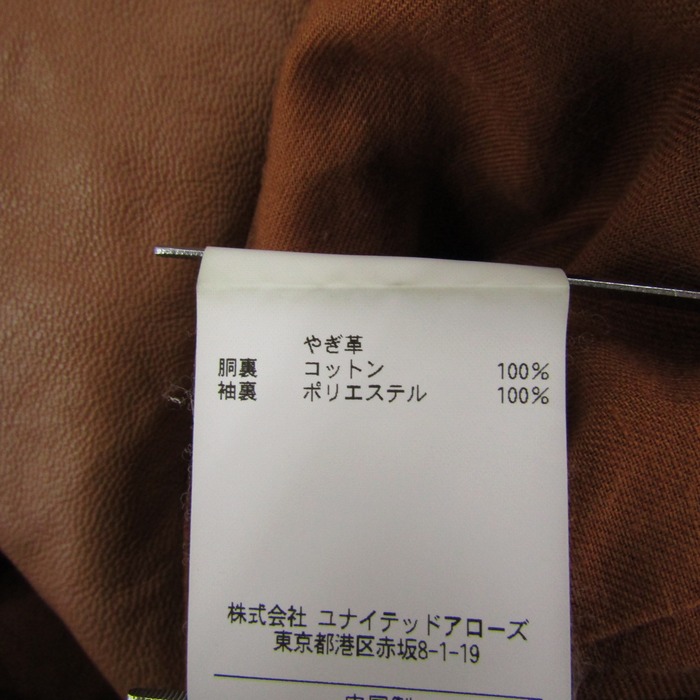 やぎ革
胴裏 コットン 100%
袖裏 ポリエステル 100%
株式会社 ユナイテッドアローズ
東京都港区赤坂8-1-19